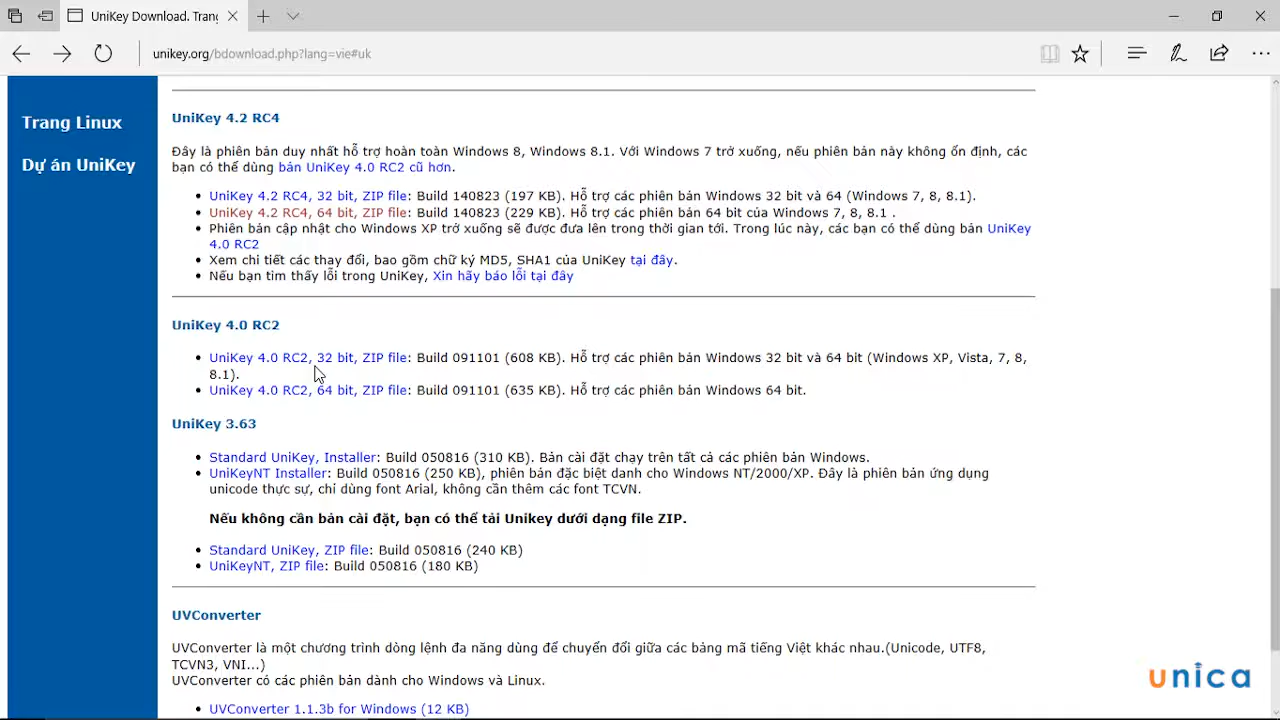 UniKey Download. Trang
unikey.org/bdownload.php?lang=vie#uk
Trang Linux
Dự án UniKey
UniKey 4.2 RC4
Đây là phiên bản duy nhất hỗ trợ hoàn toàn Windows 8, Windows 8.1. Với Windows 7 trở xuống, nếu phiên bản này không ổn định, các
bạn có thể dùng bản UniKey 4.0 RC2 cũ hơn.
• UniKey 4.2 RC4, 32 bit, ZIP file: Build 140823 (197 KB). Hỗ trợ các phiên bản Windows 32 bit và 64 (Windows 7, 8, 8.1).
• UniKey 4.2 RC4, 64 bit, ZIP file: Build 140823 (229 KB). Hỗ trợ các phiên bản 64 bit của Windows 7, 8, 8.1 .
• Phiên bản cập nhật cho Windows XP trở xuống sẽ được đưa lên trong thời gian tới. Trong lúc này, các bạn có thể dùng bản UniKey
4.0 RC2
• Xem chi tiết các thay đổi, bao gồm chữ ký MD5, SHA1 của UniKey tại đây.
• Nếu bạn tìm thấy lỗi trong UniKey, Xin hãy báo lỗi tại đây
UniKey 4.0 RC2
• UniKey 4.0 RC2, 32 bit, ZIP file: Build 091101 (608 KB). Hỗ trợ các phiên bản Windows 32 bit và 64 bit (Windows XP, Vista, 7, 8,
8.1).
• UniKey 4.0 RC2, 64 bit, ZIP file: Build 091101 (635 KB). Hỗ trợ các phiên bản Windows 64 bit.
UniKey 3.63
• Standard UniKey, Installer: Build 050816 (310 KB). Bản cài đặt chạy trên tất cả các phiên bản Windows.
• UniKeyNT Installer: Build 050816 (250 KB), phiên bản đặc biệt danh cho Windows NT/2000/XP. Đây là phiên bản ứng dụng
unicode thực sự, chỉ dùng font Arial, không cần thêm các font TCVN.
Nếu không cần bản cài đặt, bạn có thể tải Unikey dưới dạng file ZIP.
• Standard UniKey, ZIP file: Build 050816 (240 KB)
• UniKeyNT, ZIP file: Build 050816 (180 KB)
UVConverter
UVConverter là một chương trình dòng lệnh đa năng dùng để chuyển đổi giữa các bảng mã tiếng Việt khác nhau.(Unicode, UTF8,
TCVN3, VNI...)
UVConverter có các phiên bản dành cho Windows và Linux.
• UVConverter 1.1.3b for Windows (12 KB)
unica